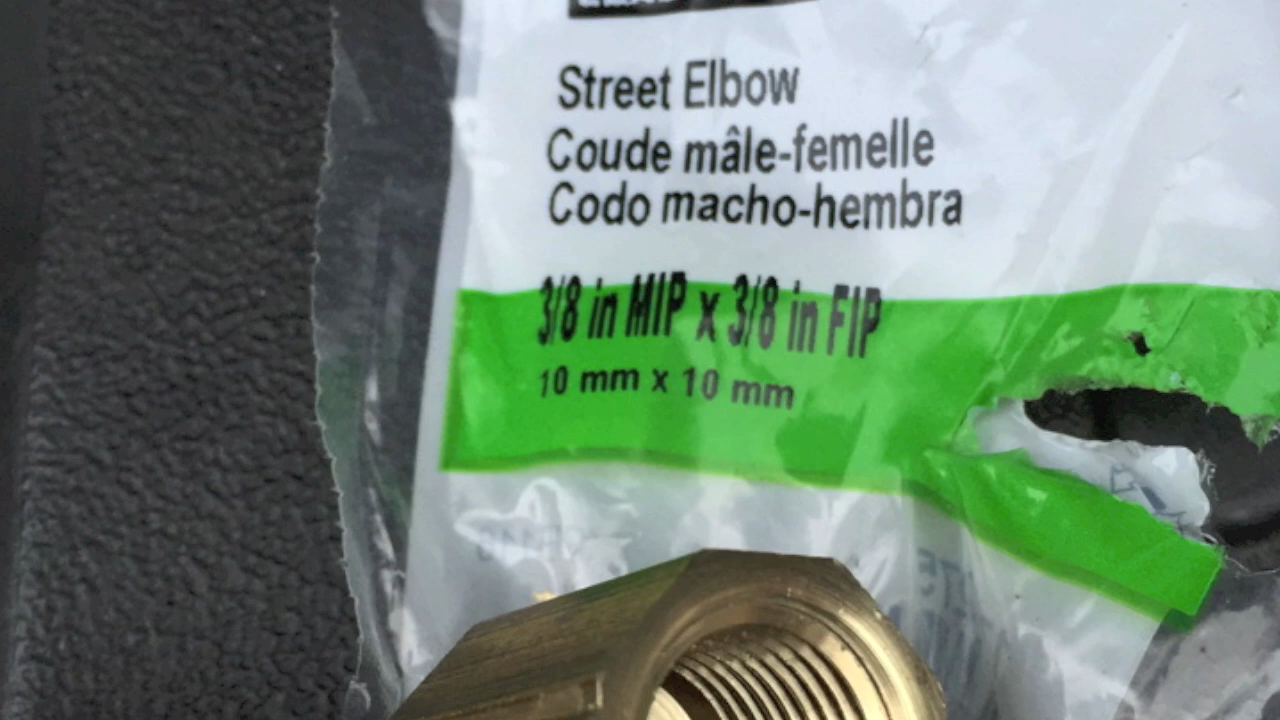 Street Elbow
Coude mâle-femelle
Codo macho-hembra
3/8 in MIP x 3/8 in FIP
10 mm x 10 mm